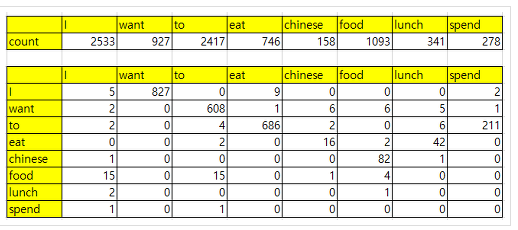 I want to eat chinese food lunch spend
count 2533 927 2417 746 158 1093 341 278
I want to eat chinese food lunch spend
I 5 827 0 9 0 0 0 2
want 2 0 608 1 6 6 5 1
to 2 0 4 686 2 0 6 211
eat 0 0 2 0 16 2 42 0
chinese 1 0 0 0 0 82 1 0
food 15 0 15 0 1 4 0 0
lunch 2 0 0 0 0 1 0 0
spend 1 0 1 0 0 0 0 0